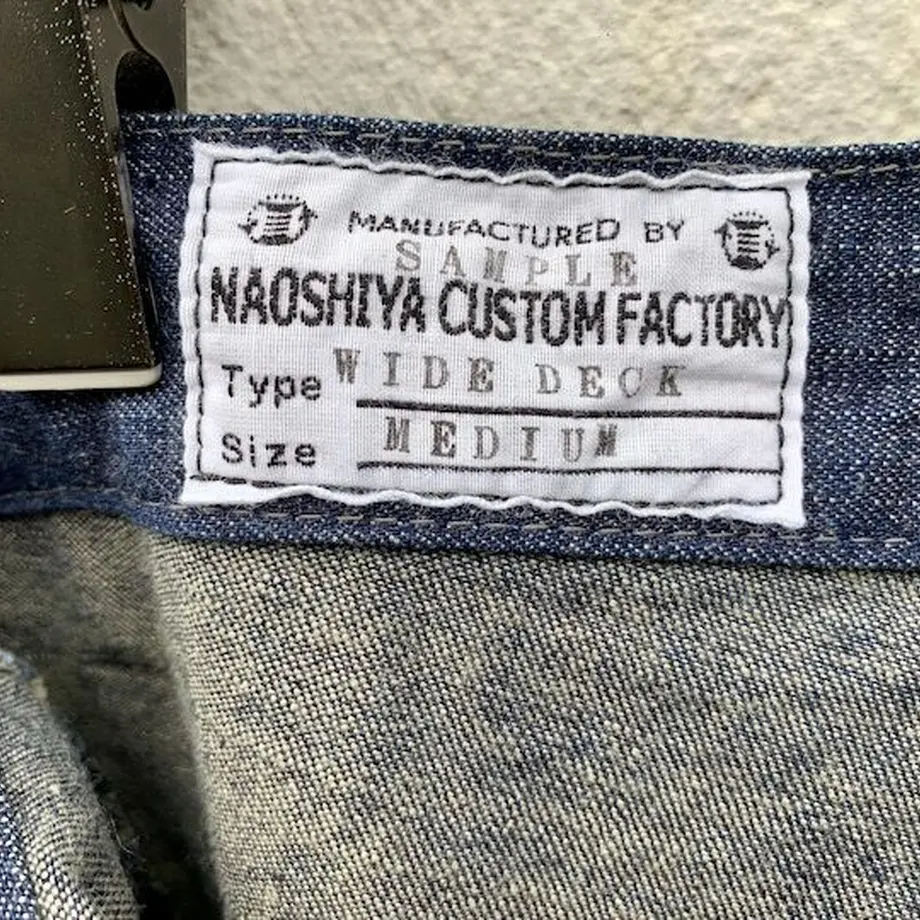 MANUFACTURED BY
SAMPLE
NAOSHIYA CUSTOM FACTORY
Type WIDE DECK
Size MEDIUM